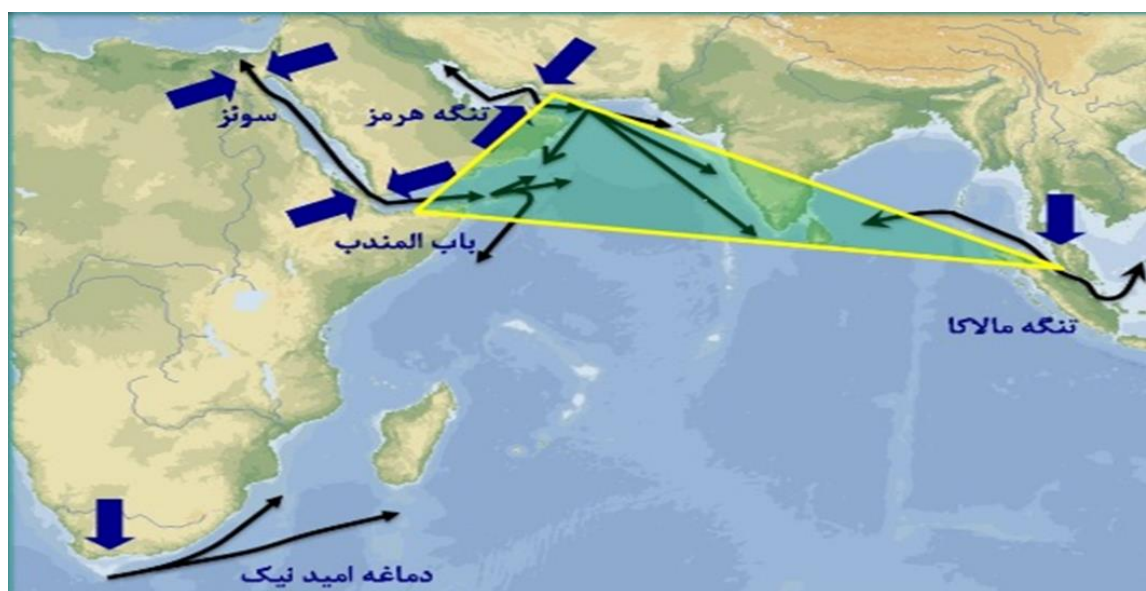 سوئز
تنگه هرمز
باب المندب
تنگه مالاکا
دماغه امید نیک